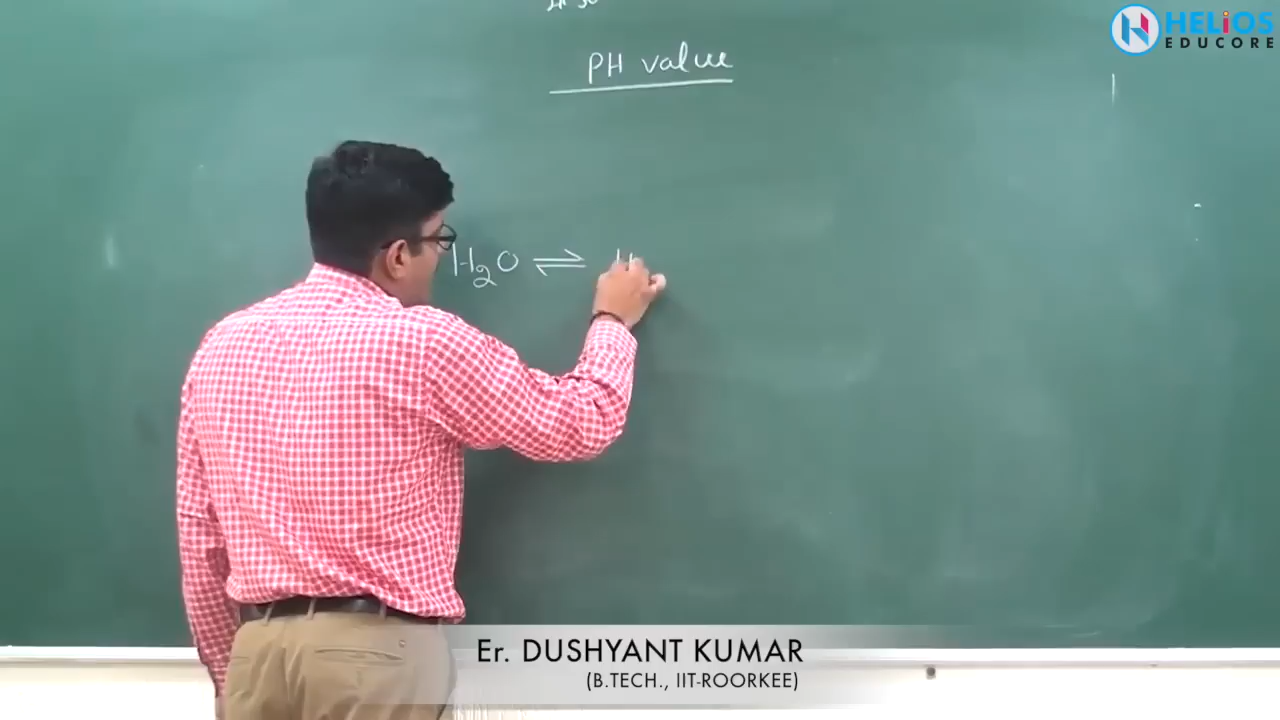 HELiOS
EDUCORE
PH value
H₂O ⇌ H
Er. DUSHYANT KUMAR
(B.TECH., IIT-ROORKEE)